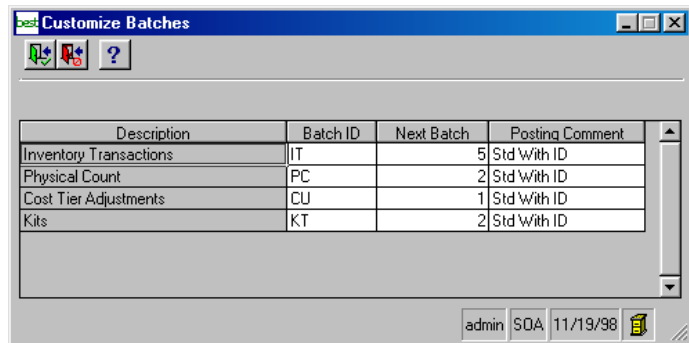 best Customize Batches
?
Description Batch ID Next Batch Posting Comment
Inventory Transactions IT 5 Std With ID
Physical Count PC 2 Std With ID
Cost Tier Adjustments CU 1 Std With ID
Kits KT 2 Std With ID
admin SOA 11/19/98